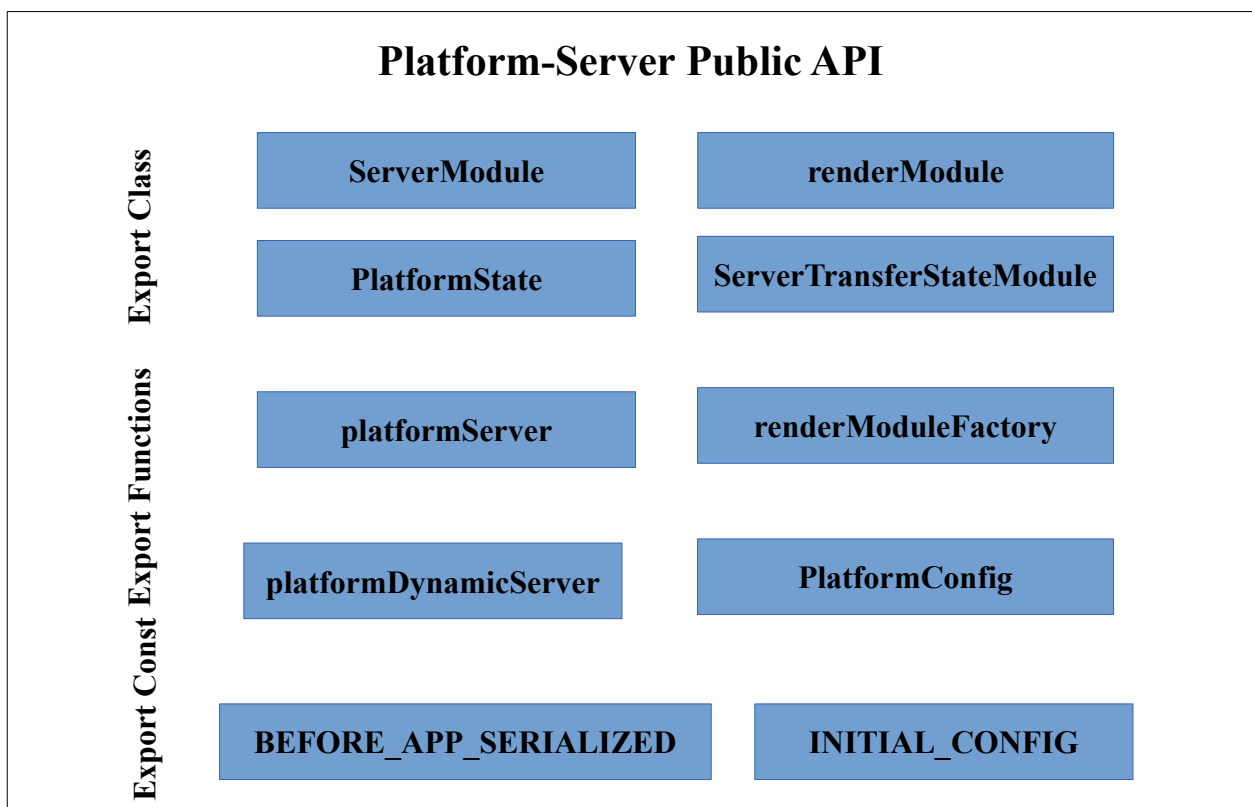 Platform-Server Public API
Export Class
ServerModule
renderModule
PlatformState
ServerTransferStateModule
Export Functions
platformServer
renderModuleFactory
platformDynamicServer
PlatformConfig
Export Const
BEFORE_APP_SERIALIZED
INITIAL_CONFIG